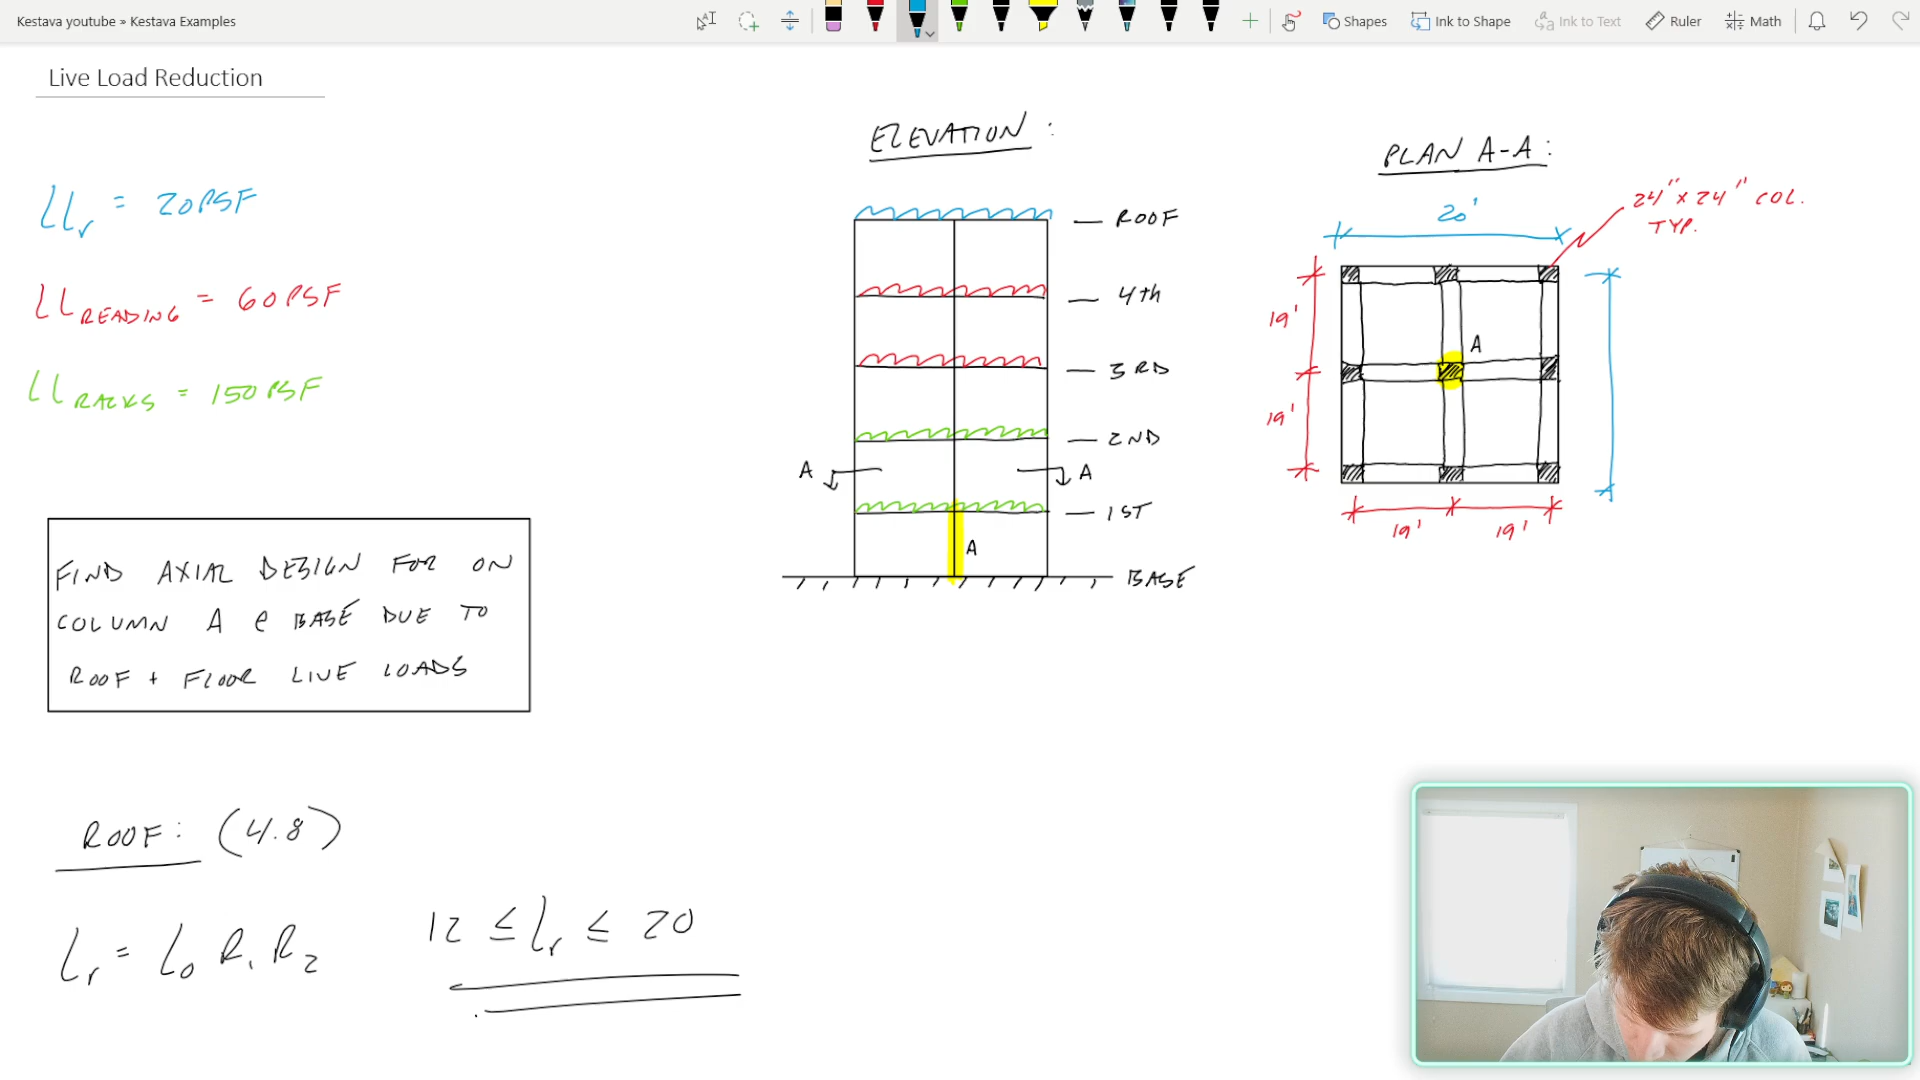 Kestava youtube » Kestava Examples
Shapes
Ink to Shape
Ink to Text
Ruler
Math
Live Load Reduction
LLr = 20PSF
LLREADING = 60PSF
LLRACKS = 150PSF
FIND AXIAL DESIGN FOR ON
COLUMN A @ BASE DUE TO
ROOF + FLOOR LIVE LOADS
ROOF: (4.8)
Lr = Lo R1 R2
12 ≤ Lr ≤ 20
ELEVATION:
ROOF
4th
3RD
2ND
A
A
1ST
A
BASE
PLAN A-A:
24" x 24" COL.
TYP.
20'
19'
A
19'
19'
19'